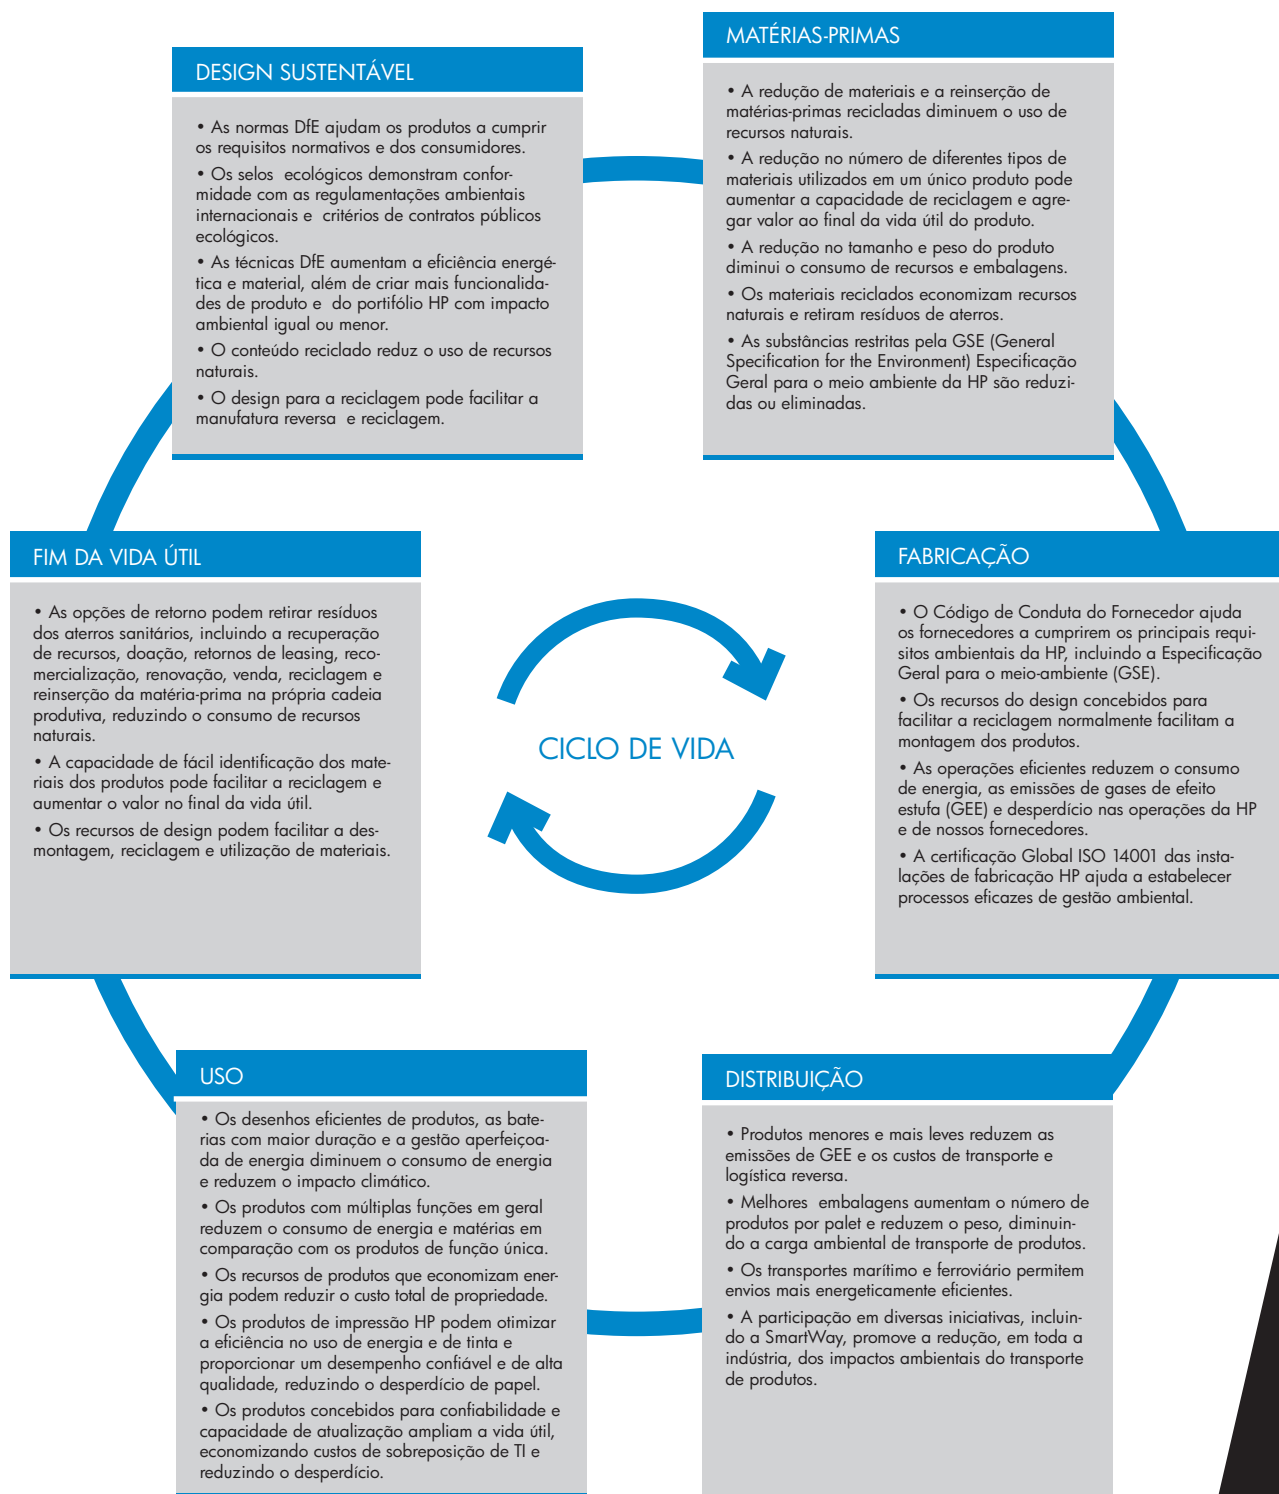 DESIGN SUSTENTÁVEL
• As normas DfE ajudam os produtos a cumprir
os requisitos normativos e dos consumidores.
• Os selos  ecológicos demonstram confor-
midade com as regulamentações ambientais
internacionais e  critérios de contratos públicos
ecológicos.
• As técnicas DfE aumentam a eficiência energé-
tica e material, além de criar mais funcionalida-
des de produto e  do portifólio HP com impacto
ambiental igual ou menor.
• O conteúdo reciclado reduz o uso de recursos
naturais.
• O design para a reciclagem pode facilitar a
manufatura reversa  e reciclagem.
MATÉRIAS-PRIMAS
• A redução de materiais e a reinserção de
matérias-primas recicladas diminuem o uso de
recursos naturais.
• A redução no número de diferentes tipos de
materiais utilizados em um único produto pode
aumentar a capacidade de reciclagem e agre-
gar valor ao final da vida útil do produto.
• A redução no tamanho e peso do produto
diminui o consumo de recursos e embalagens.
• Os materiais reciclados economizam recursos
naturais e retiram resíduos de aterros.
• As substâncias restritas pela GSE (General
Specification for the Environment) Especificação
Geral para o meio ambiente da HP são reduzi-
das ou eliminadas.
FABRICAÇÃO
• O Código de Conduta do Fornecedor ajuda
os fornecedores a cumprirem os principais requi-
sitos ambientais da HP, incluindo a Especificação
Geral para o meio-ambiente (GSE).
• Os recursos do design concebidos para
facilitar a reciclagem normalmente facilitam a
montagem dos produtos.
• As operações eficientes reduzem o consumo
de energia, as emissões de gases de efeito
estufa (GEE) e desperdício nas operações da HP
e de nossos fornecedores.
• A certificação Global ISO 14001 das insta-
lações de fabricação HP ajuda a estabelecer
processos eficazes de gestão ambiental.
DISTRIBUIÇÃO
• Produtos menores e mais leves reduzem as
emissões de GEE e os custos de transporte e
logística reversa.
• Melhores  embalagens aumentam o número de
produtos por palet e reduzem o peso, diminuin-
do a carga ambiental de transporte de produtos.
• Os transportes marítimo e ferroviário permitem
envios mais energeticamente eficientes.
• A participação em diversas iniciativas, incluin-
do a SmartWay, promove a redução, em toda a
indústria, dos impactos ambientais do transporte
de produtos.
USO
• Os desenhos eficientes de produtos, as bate-
rias com maior duração e a gestão aperfeiçoa-
da de energia diminuem o consumo de energia
e reduzem o impacto climático.
• Os produtos com múltiplas funções em geral
reduzem o consumo de energia e matérias em
comparação com os produtos de função única.
• Os recursos de produtos que economizam ener-
gia podem reduzir o custo total de propriedade.
• Os produtos de impressão HP podem otimizar
a eficiência no uso de energia e de tinta e
proporcionar um desempenho confiável e de alta
qualidade, reduzindo o desperdício de papel.
• Os produtos concebidos para confiabilidade e
capacidade de atualização ampliam a vida útil,
economizando custos de sobreposição de TI e
reduzindo o desperdício.
FIM DA VIDA ÚTIL
• As opções de retorno podem retirar resíduos
dos aterros sanitários, incluindo a recuperação
de recursos, doação, retornos de leasing, reco-
mercialização, renovação, venda, reciclagem e
reinserção da matéria-prima na própria cadeia
produtiva, reduzindo o consumo de recursos
naturais.
• A capacidade de fácil identificação dos mate-
riais dos produtos pode facilitar a reciclagem e
aumentar o valor no final da vida útil.
• Os recursos de design podem facilitar a des-
montagem, reciclagem e utilização de materiais.
CICLO DE VIDA